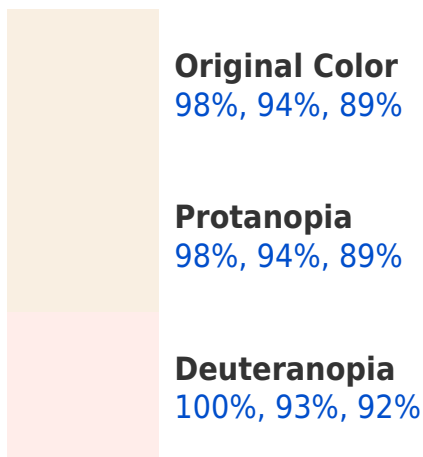 Original Color
98%, 94%, 89%
Protanopia
98%, 94%, 89%
Deuteranopia
100%, 93%, 92%